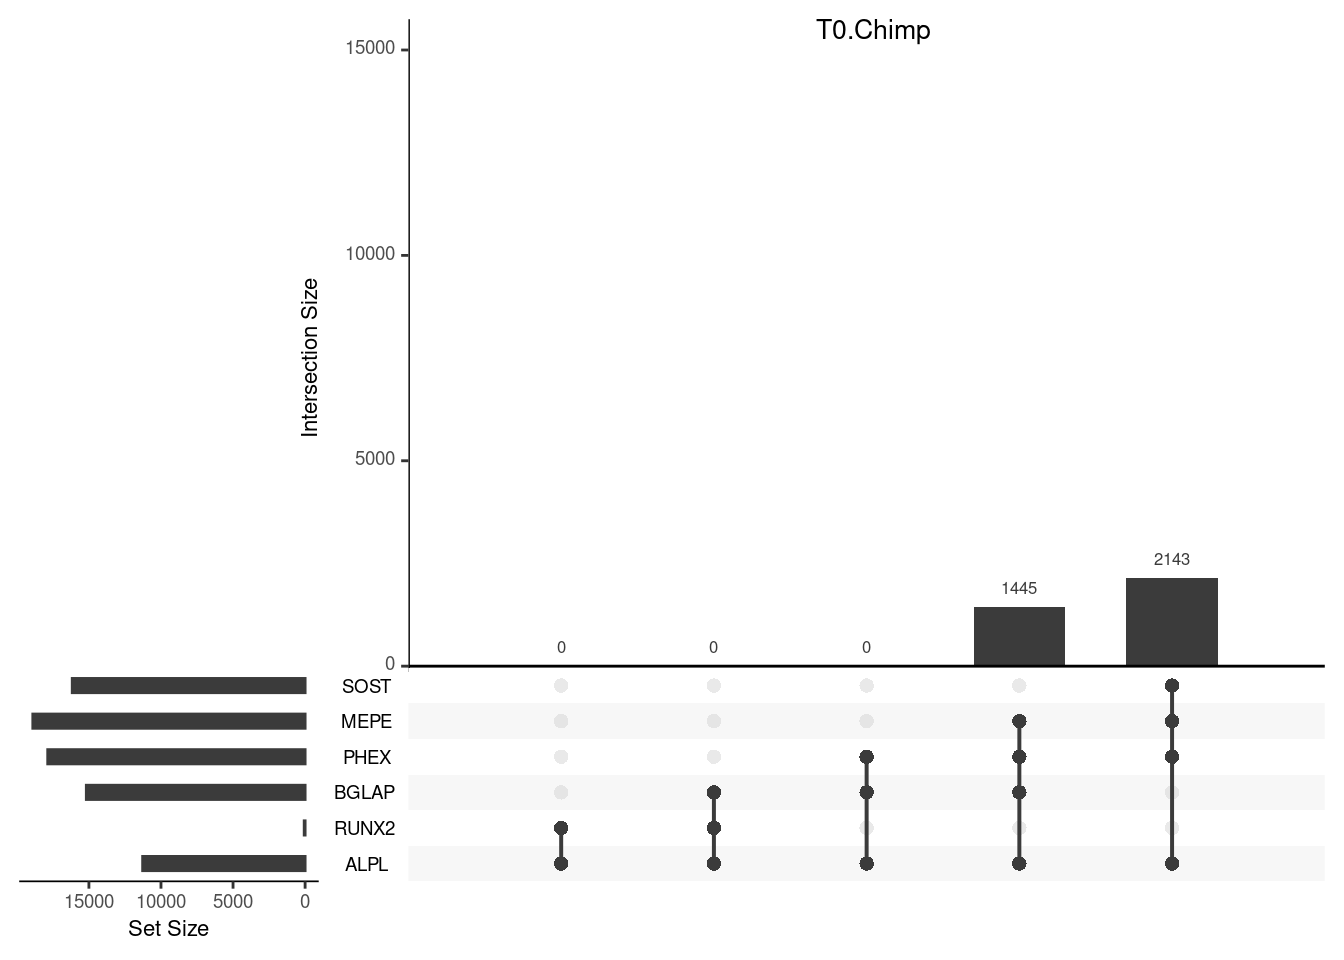 T0.Chimp
15000
10000
5000
0
Intersection Size
0
0
0
1445
2143
SOST
MEPE
PHEX
BGLAP
RUNX2
ALPL
15000 10000 5000 0
Set Size